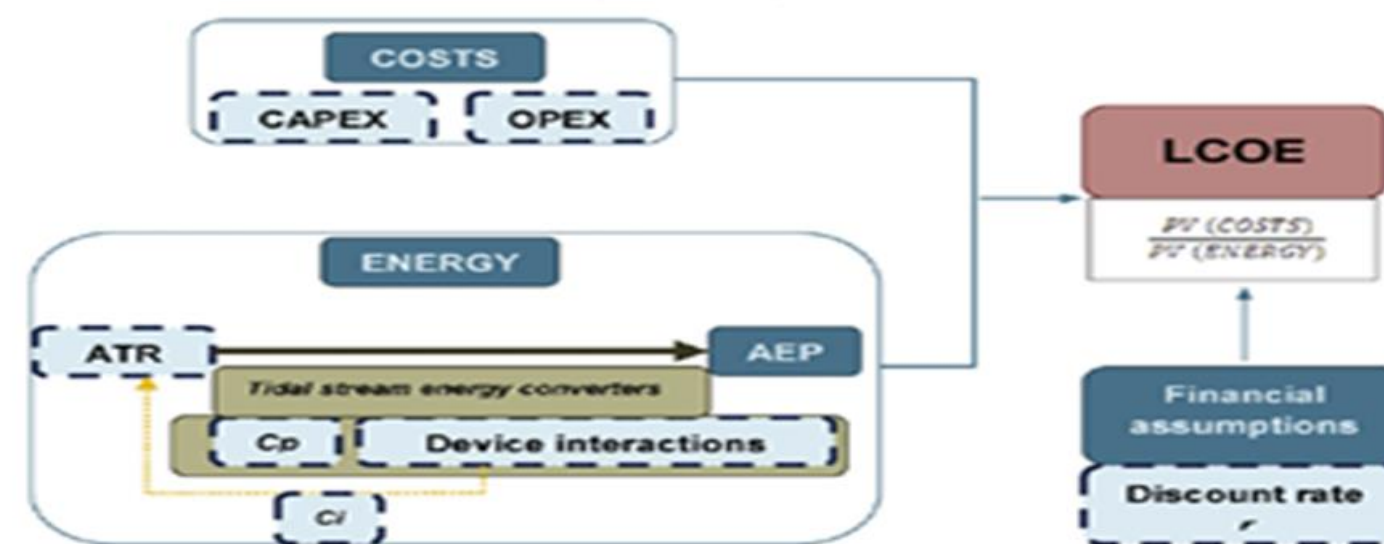 COSTS
CAPEX OPEX
LCOE
PV (COSTS)
PV (ENERGY)
ENERGY
ATR AEP
Tidal stream energy converters
Cp Device interactions
Ci
Financial
assumptions
Discount rate
r